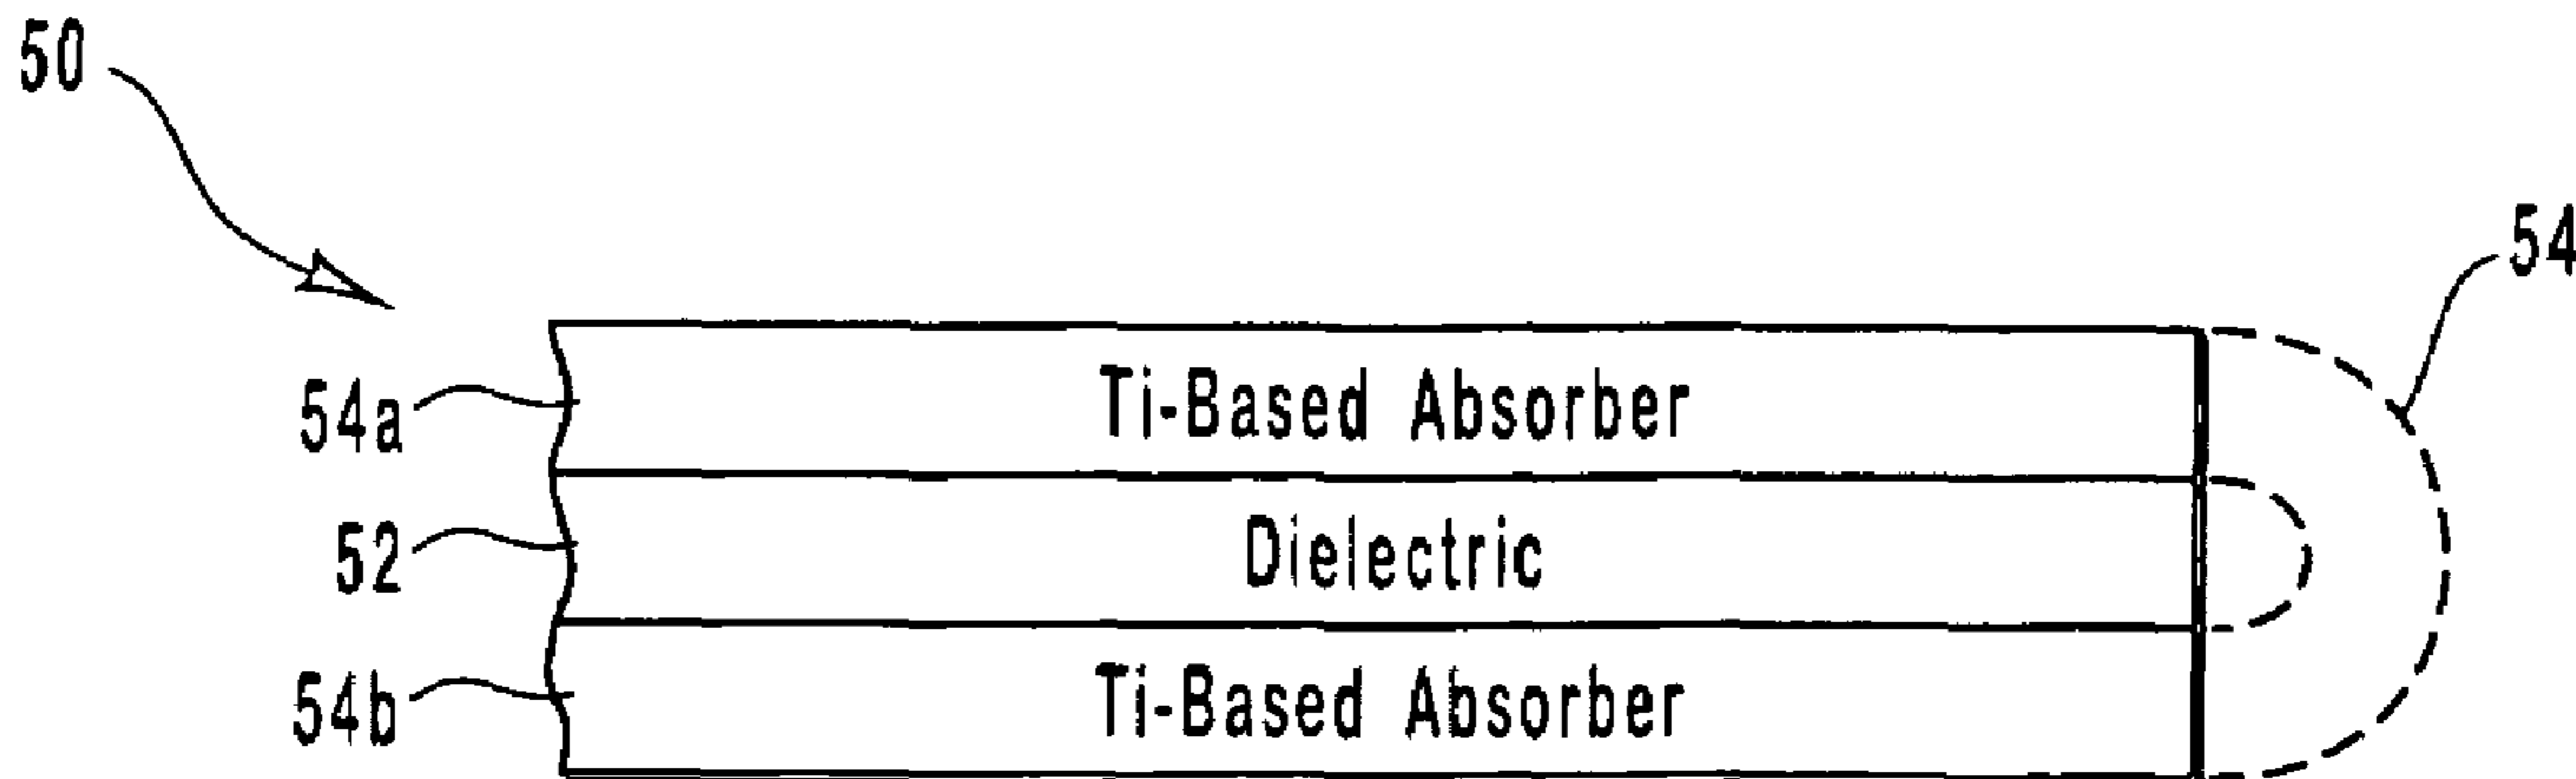 50
54
54a Ti-Based Absorber
52 Dielectric
54b Ti-Based Absorber